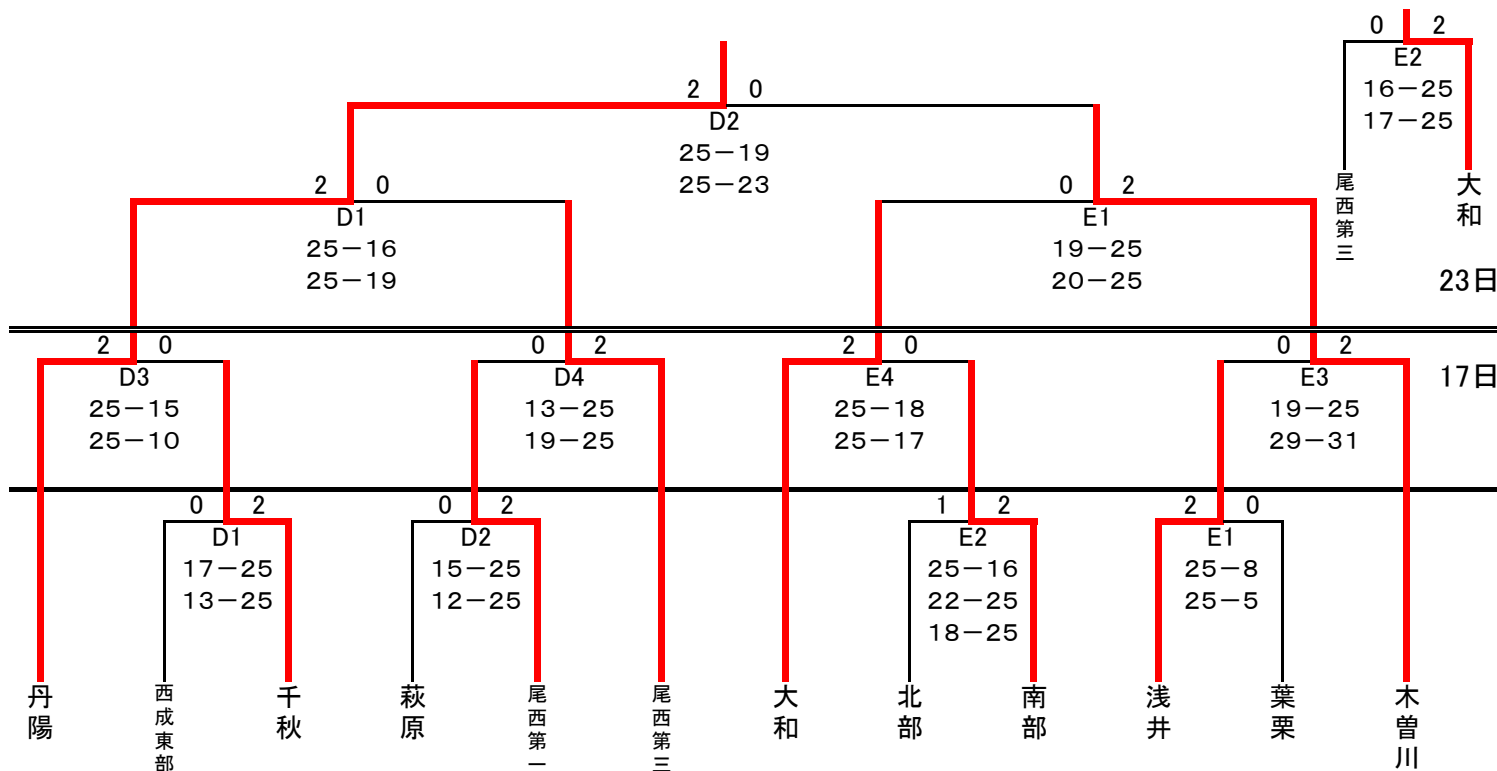 0 2
E2
16－25
17－25
尾西第三
大和
2 0
D2
25－19
25－23
2 0
D1
25－16
25－19
0 2
E1
19－25
20－25
23日
2 0
D3
25－15
25－10
0 2
D4
13－25
19－25
2 0
E4
25－18
25－17
0 2
E3
19－25
29－31
17日
0 2
D1
17－25
13－25
0 2
D2
15－25
12－25
1 2
E2
25－16
22－25
18－25
2 0
E1
25－8
25－5
丹陽
西成東部
千秋
萩原
尾西第一
尾西第三
大和
北部
南部
浅井
葉栗
木曽川